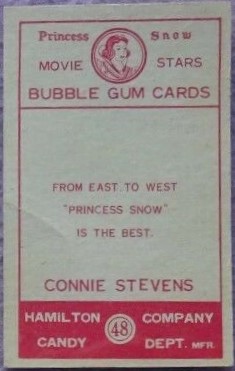 Princess Snow
MOVIE STARS
BUBBLE GUM CARDS
FROM EAST TO WEST
"PRINCESS SNOW"
IS THE BEST.
CONNIE STEVENS
HAMILTON COMPANY
48
CANDY DEPT. MFR.